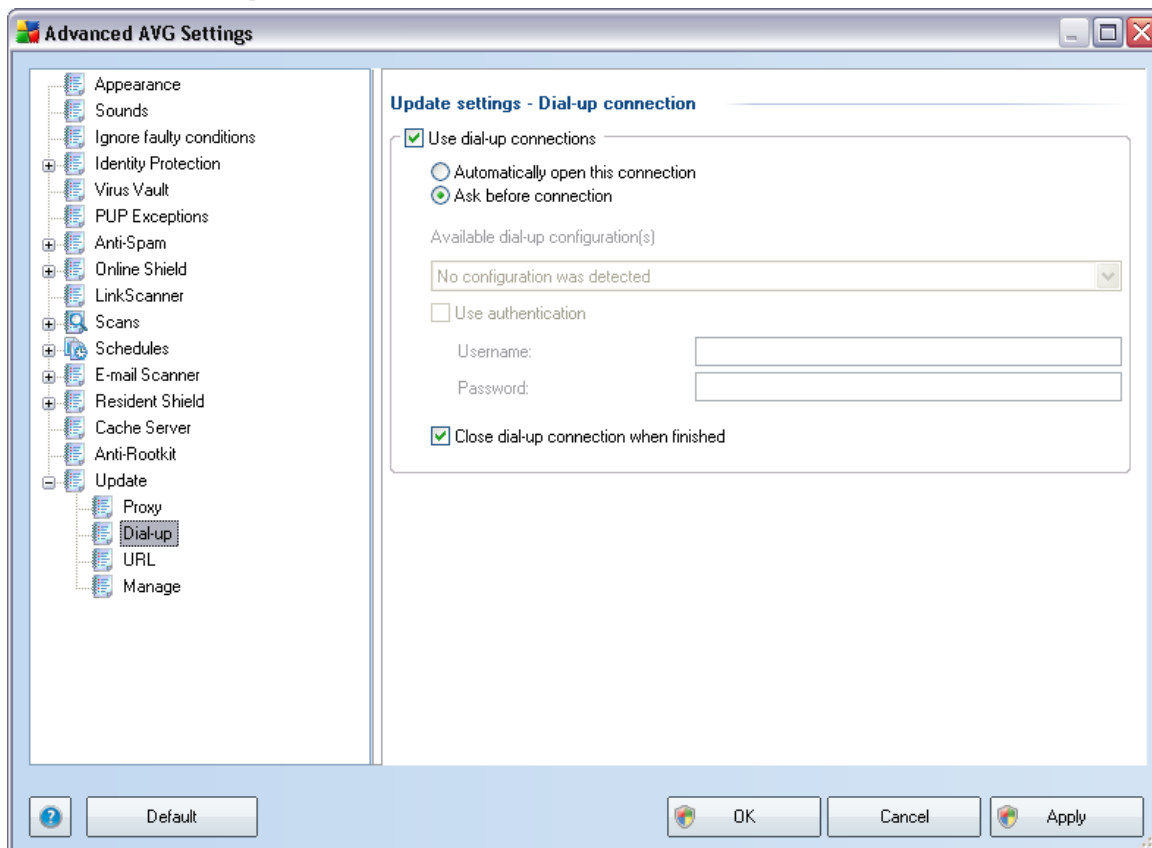 Advanced AVG Settings
Appearance
Sounds
Ignore faulty conditions
Identity Protection
Virus Vault
PUP Exceptions
Anti-Spam
Online Shield
LinkScanner
Scans
Schedules
E-mail Scanner
Resident Shield
Cache Server
Anti-Rootkit
Update
Proxy
Dial-up
URL
Manage
Update settings - Dial-up connection
Use dial-up connections
Automatically open this connection
Ask before connection
Available dial-up configuration(s)
No configuration was detected
Use authentication
Username:
Password:
Close dial-up connection when finished
Default
OK
Cancel
Apply